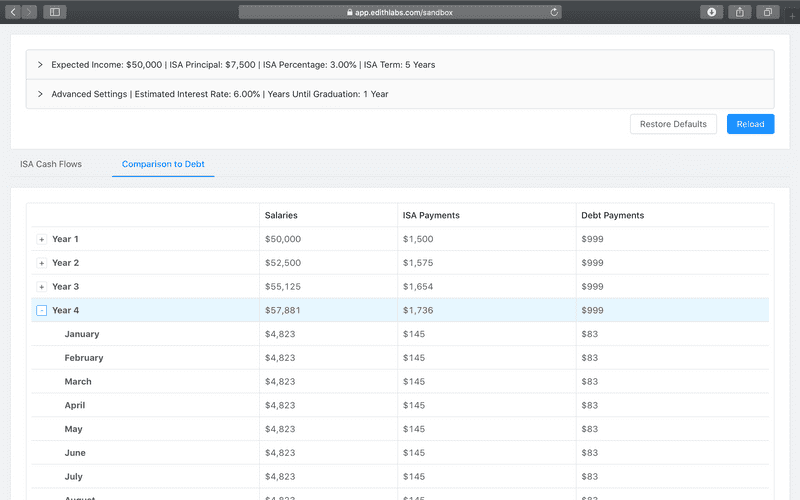 app.edithlabs.com/sandbox
Expected Income: $50,000 | ISA Principal: $7,500 | ISA Percentage: 3.00% | ISA Term: 5 Years
Advanced Settings | Estimated Interest Rate: 6.00% | Years Until Graduation: 1 Year
Restore Defaults Reload
ISA Cash Flows Comparison to Debt
Salaries ISA Payments Debt Payments
+ Year 1 $50,000 $1,500 $999
+ Year 2 $52,500 $1,575 $999
+ Year 3 $55,125 $1,654 $999
- Year 4 $57,881 $1,736 $999
January $4,823 $145 $83
February $4,823 $145 $83
March $4,823 $145 $83
April $4,823 $145 $83
May $4,823 $145 $83
June $4,823 $145 $83
July $4,823 $145 $83
August $4,823 $145 $83